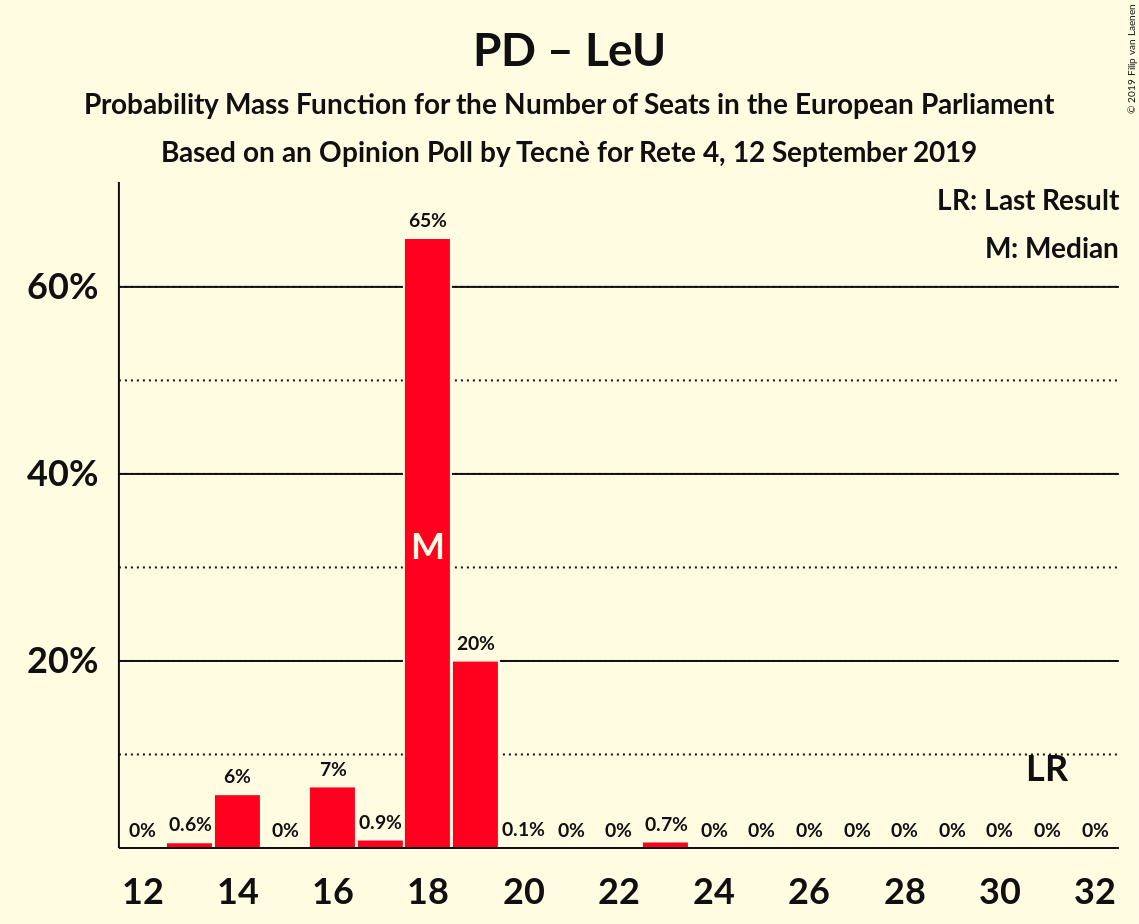 PD – LeU
Probability Mass Function for the Number of Seats in the European Parliament
Based on an Opinion Poll by Tecnè for Rete 4, 12 September 2019
© 2019 Filip van Laenen
LR: Last Result
M: Median
60%
40%
20%
0% 0.6% 6% 0% 7% 0.9% 65% 20% 0.1% 0% 0% 0.7% 0% 0% 0% 0% 0% 0% 0% 0% 0%
M
LR
12 14 16 18 20 22 24 26 28 30 32